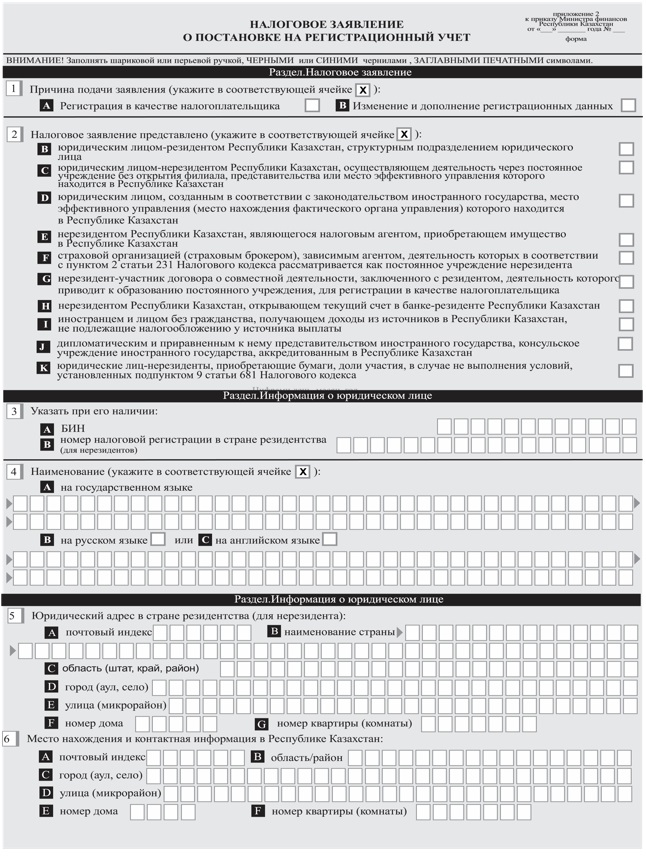 приложение 2
к приказу Министра финансов
Республики Казахстан
от «___» ________ года № ___
форма
НАЛОГОВОЕ ЗАЯВЛЕНИЕ
О ПОСТАНОВКЕ НА РЕГИСТРАЦИОННЫЙ УЧЕТ
ВНИМАНИЕ! Заполнять шариковой или перьевой ручкой, ЧЕРНЫМИ или СИНИМИ чернилами , ЗАГЛАВНЫМИ ПЕЧАТНЫМИ символами.
Раздел.Налоговое заявление
1 Причина подачи заявления (укажите в соответствующей ячейке X ):
A Регистрация в качестве налогоплательщика B Изменение и дополнение регистрационных данных
2 Налоговое заявление представлено (укажите в соответствующей ячейке X ):
B юридическим лицом-резидентом Республики Казахстан, структурным подразделением юридического
лица
C юридическим лицом-нерезидентом Республики Казахстан, осуществляющем деятельность через постоянное
учреждение без открытия филиала, представительства или место эффективного управления которого
находится в Республике Казахстан
D юридическим лицом, созданным в соответствии с законодательством иностранного государства, место
эффективного управления (место нахождения фактического органа управления) которого находится
в Республике Казахстан
E нерезидентом Республики Казахстан, являющегося налоговым агентом, приобретающем имущество
в Республике Казахстан
F страховой организацией (страховым брокером), зависимым агентом, деятельность которых в соответствии
с пунктом 2 статьи 231 Налогового кодекса рассматривается как постоянное учреждение нерезидента
G нерезидент-участник договора о совместной деятельности, заключенного с резидентом, деятельность которого
приводит к образованию постоянного учреждения, для регистрации в качестве налогоплательщика
H нерезидентом Республики Казахстан, открывающем текущий счет в банке-резиденте Республики Казахстан
I иностранцем и лицом без гражданства, получающем доходы из источников в Республики Казахстан,
не подлежащие налогообложению у источника выплаты
J дипломатическим и приравненным к нему представительством иностранного государства, консульское
учреждение иностранного государства, аккредитованным в Республике Казахстан
K юридические лиц-нерезиденты, приобретающие бумаги, доли участия, в случае не выполнения условий,
установленных подпунктом 9 статьи 681 Налогового кодекса
Раздел.Информация о юридическом лице
3 Указать при его наличии:
A БИН
B номер налоговой регистрации в стране резидентства
(для нерезидентов)
4 Наименование (укажите в соответствующей ячейке X ):
A на государственном языке
B на русском языке или C на английском языке
Раздел.Информация о юридическом лице
5 Юридический адрес в стране резидентства (для нерезидента):
A почтовый индекс B наименование страны
C область (штат, край, район)
D город (аул, село)
E улица (микрорайон)
F номер дома G номер квартиры (комнаты)
6 Место нахождения и контактная информация в Республике Казахстан:
A почтовый индекс B область/район
C город (аул, село)
D улица (микрорайон)
E номер дома F номер квартиры (комнаты)